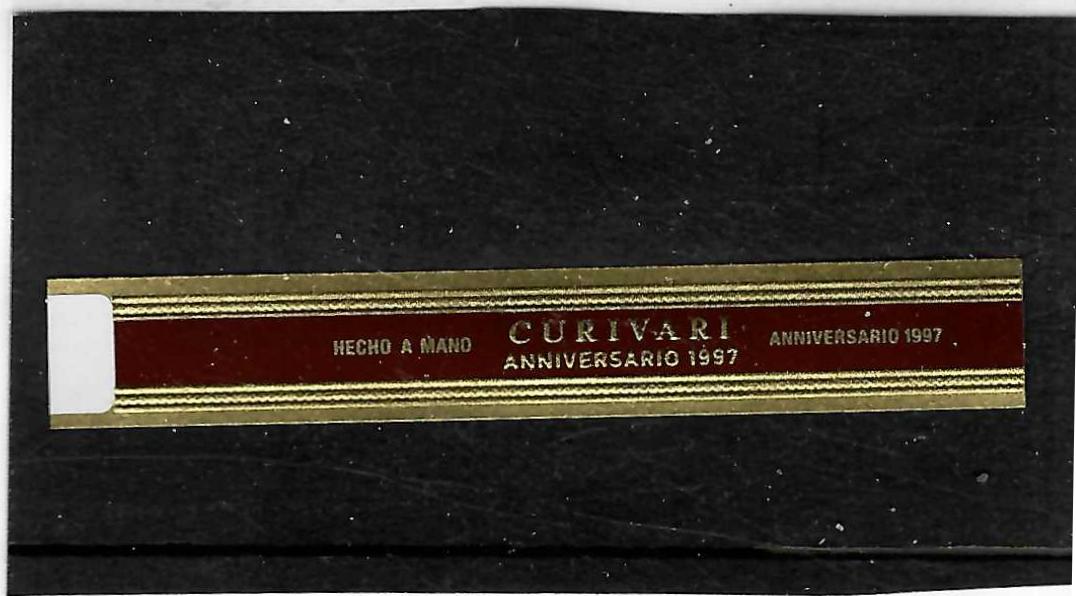 HECHO A MANO
CURIVARI
ANNIVERSARIO 1997
ANNIVERSARIO 1997